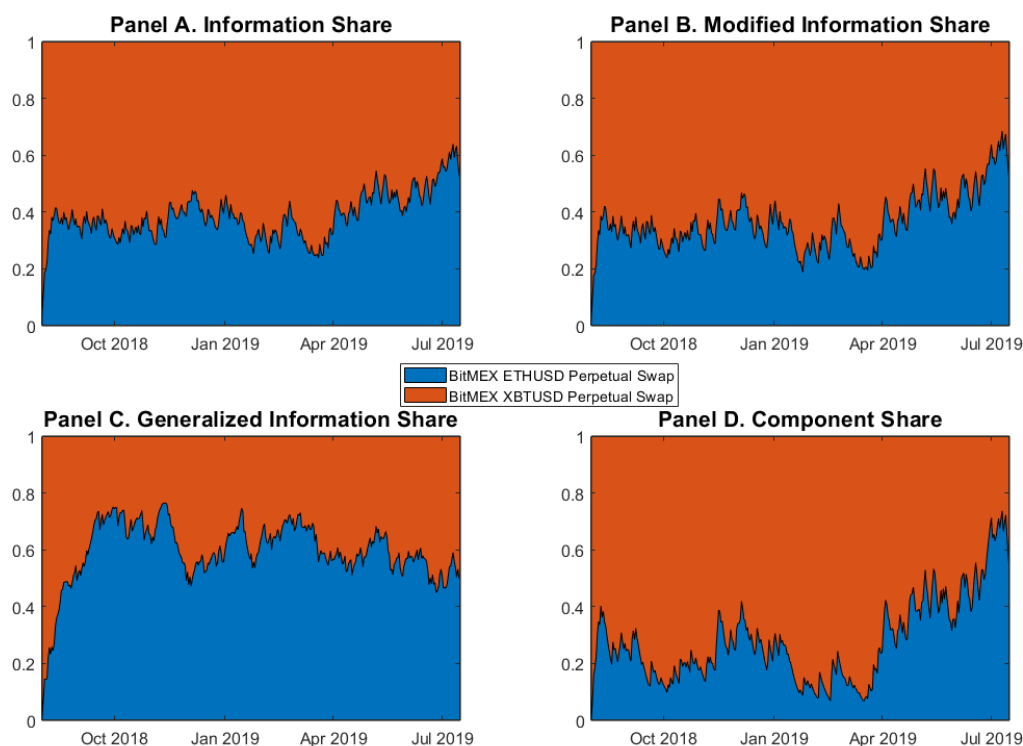 Panel A. Information Share
Panel B. Modified Information Share
1
0.8
0.6
0.4
0.2
0
Oct 2018 Jan 2019 Apr 2019 Jul 2019
1
0.8
0.6
0.4
0.2
0
Oct 2018 Jan 2019 Apr 2019 Jul 2019
BitMEX ETHUSD Perpetual Swap
BitMEX XBTUSD Perpetual Swap
Panel C. Generalized Information Share
Panel D. Component Share
1
0.8
0.6
0.4
0.2
0
Oct 2018 Jan 2019 Apr 2019 Jul 2019
1
0.8
0.6
0.4
0.2
0
Oct 2018 Jan 2019 Apr 2019 Jul 2019